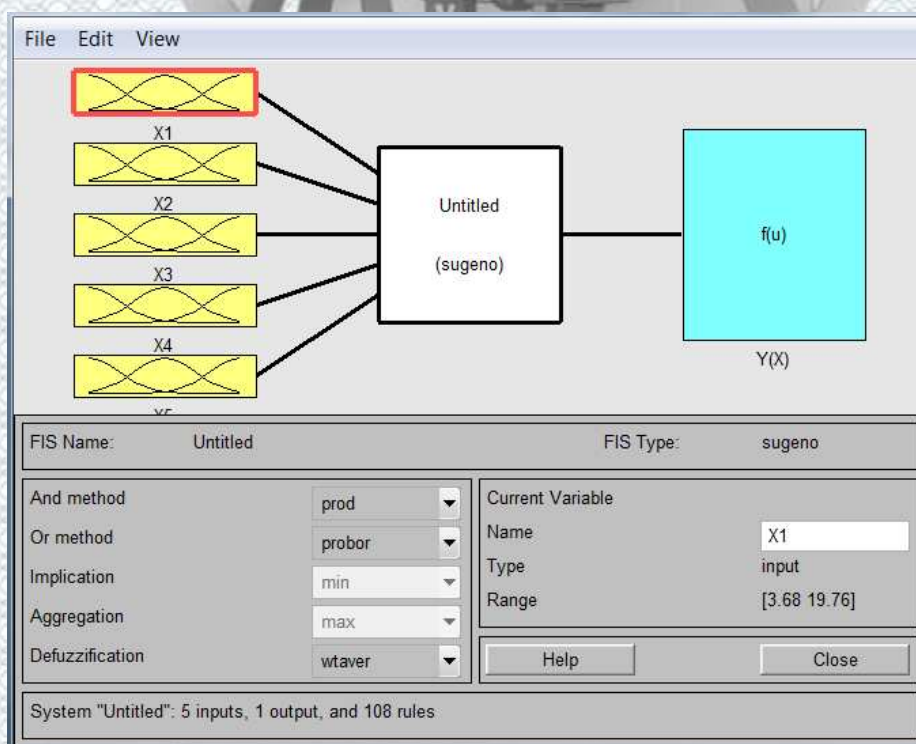 File Edit View
X1
X2
X3
X4
X5
Untitled
(sugeno)
f(u)
Y(X)
FIS Name: Untitled FIS Type: sugeno
And method prod
Or method probor
Implication min
Aggregation max
Defuzzification wtaver
Current Variable
Name X1
Type input
Range [3.68 19.76]
Help Close
System "Untitled": 5 inputs, 1 output, and 108 rules